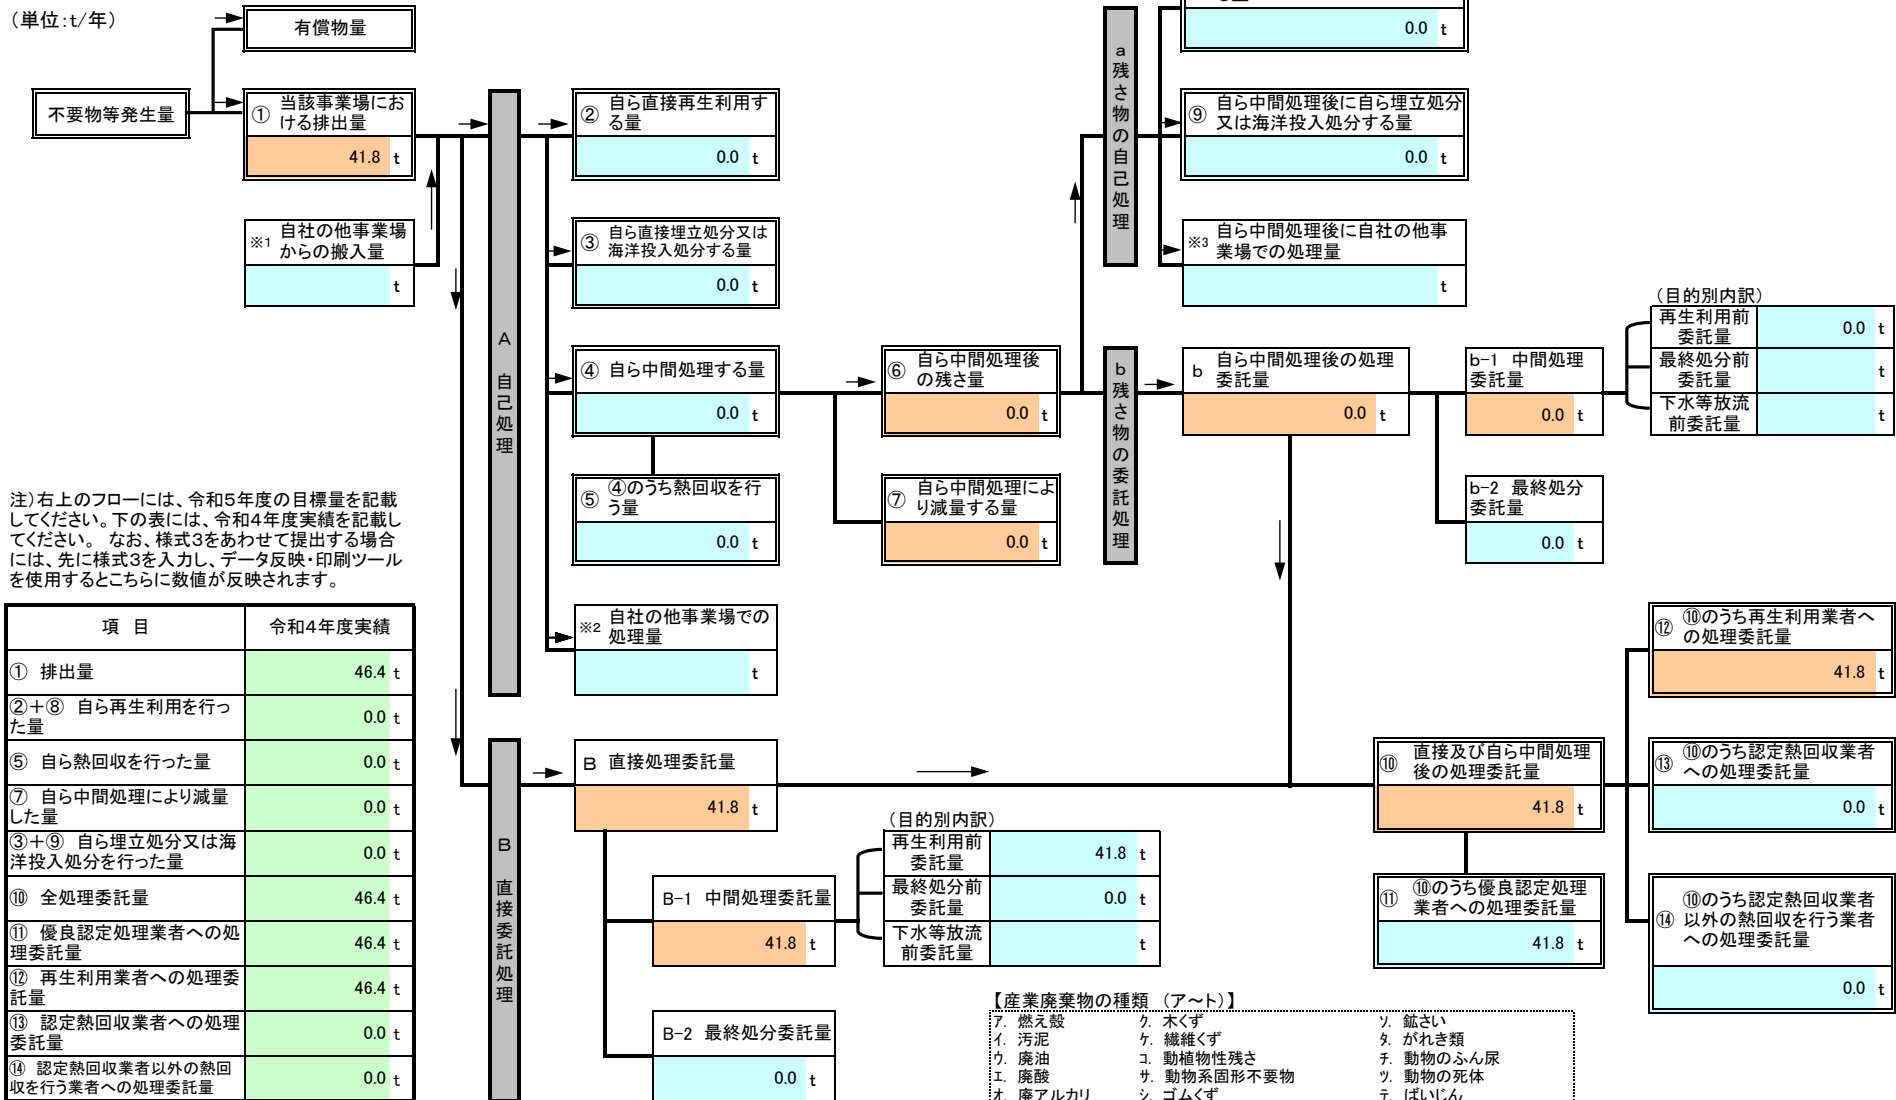 (単位:t/年)
有償物量
不要物等発生量
① 当該事業場にお
ける排出量
41.8 t
※1 自社の他事業場
からの搬入量
t
A 自己処理
② 自ら直接再生利用す
る量
0.0 t
③ 自ら直接埋立処分又は
海洋投入処分する量
0.0 t
④ 自ら中間処理する量
0.0 t
⑤ ④のうち熱回収を行
う量
0.0 t
※2 自社の他事業場での
処理量
t
⑥ 自ら中間処理後
の残さ量
0.0 t
⑦ 自ら中間処理によ
り減量する量
0.0 t
a 残さ物の自己処理
0.0 t
⑨ 自ら中間処理後に自ら埋立処分
又は海洋投入処分する量
0.0 t
※3 自ら中間処理後に自社の他事
業場での処理量
t
b 残さ物の委託処理
b 自ら中間処理後の処理
委託量
0.0 t
b-1 中間処理
委託量
0.0 t
b-2 最終処分
委託量
0.0 t
(目的別内訳)
再生利用前
委託量
0.0 t
最終処分前
委託量
t
下水等放流
前委託量
t
注)右上のフローには、令和5年度の目標量を記載
してください。下の表には、令和4年度実績を記載し
てください。 なお、様式3をあわせて提出する場合
には、先に様式3を入力し、データ反映・印刷ツール
を使用するとこちらに数値が反映されます。
項 目 令和4年度実績
① 排出量 46.4 t
②+⑧ 自ら再生利用を行っ
た量
0.0 t
⑤ 自ら熱回収を行った量 0.0 t
⑦ 自ら中間処理により減量
した量
0.0 t
③+⑨ 自ら埋立処分又は海
洋投入処分を行った量
0.0 t
⑩ 全処理委託量 46.4 t
⑪ 優良認定処理業者への処
理委託量
46.4 t
⑫ 再生利用業者への処理委
託量
46.4 t
⑬ 認定熱回収業者への処理
委託量
0.0 t
⑭ 認定熱回収業者以外の熱回
収を行う業者への処理委託量
0.0 t
B 直接委託処理
B 直接処理委託量
41.8 t
B-1 中間処理委託量
41.8 t
B-2 最終処分委託量
0.0 t
(目的別内訳)
再生利用前
委託量
41.8 t
最終処分前
委託量
0.0 t
下水等放流
前委託量
t
⑩ 直接及び自ら中間処理
後の処理委託量
41.8 t
⑪ ⑩のうち優良認定処理
業者への処理委託量
41.8 t
⑫ ⑩のうち再生利用業者へ
の処理委託量
41.8 t
⑬ ⑩のうち認定熱回収業者
への処理委託量
0.0 t
⑭ ⑩のうち認定熱回収業者
以外の熱回収を行う業者
への処理委託量
0.0 t
【産業廃棄物の種類 (ア~ト)】
ア. 燃え殻 ク. 木くず ソ. 鉱さい
イ. 汚泥 ケ. 繊維くず タ. がれき類
ウ. 廃油 コ. 動植物性残さ チ. 動物のふん尿
エ. 廃酸 サ. 動物系固形不要物 ツ. 動物の死体
オ. 廃アルカリ シ. ゴムくず テ. ばいじん